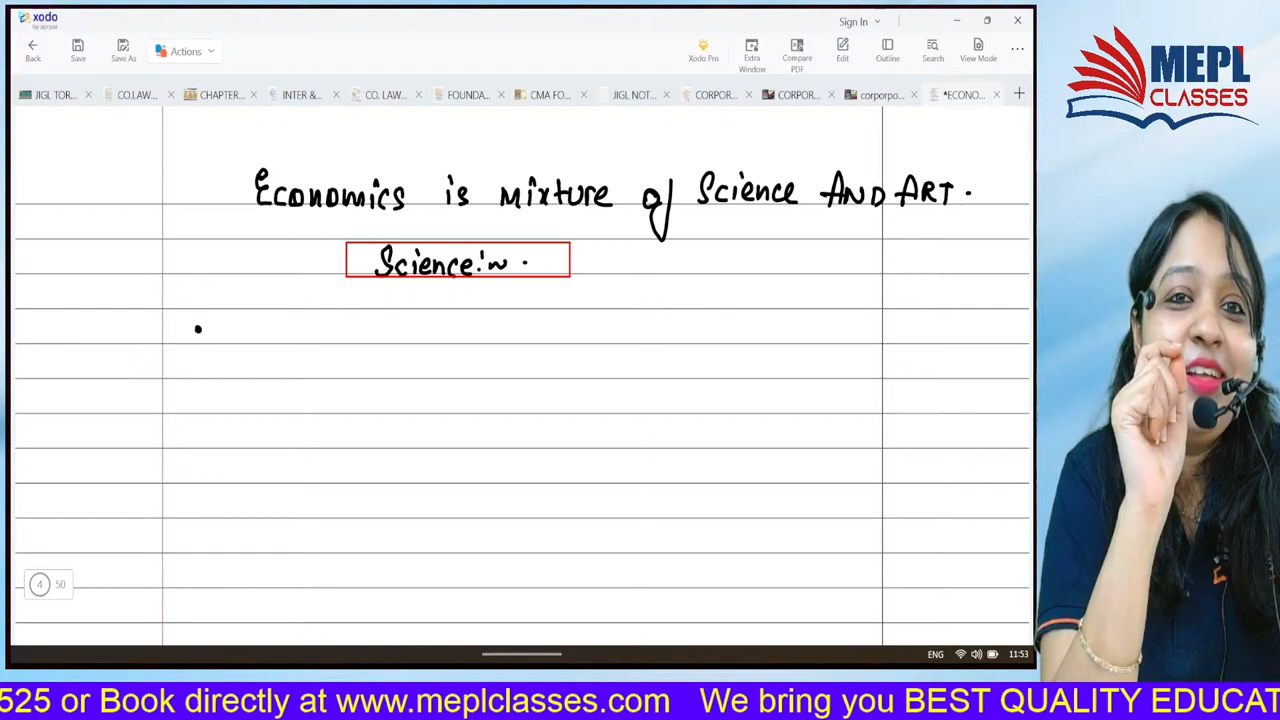 xodo
by apryse
Sign In
Back
Save
Save As
Actions
Xodo Pro
Extra Window
Compare PDF
Edit
Outline
Search
View Mode
JIGL TOR...
CO.LAW...
CHAPTER...
INTER &...
CO.LAW...
FOUNDA...
CMA FO...
JIGL NOT...
CORPOR...
CORPOR...
corporpo...
*ECONO...
MEPL
CLASSES
Economics is mixture of Science AND ART.
Science:~ .
4 50
ENG
11:53
525 or Book directly at www.meplclasses.com We bring you BEST QUALITY EDUCAT